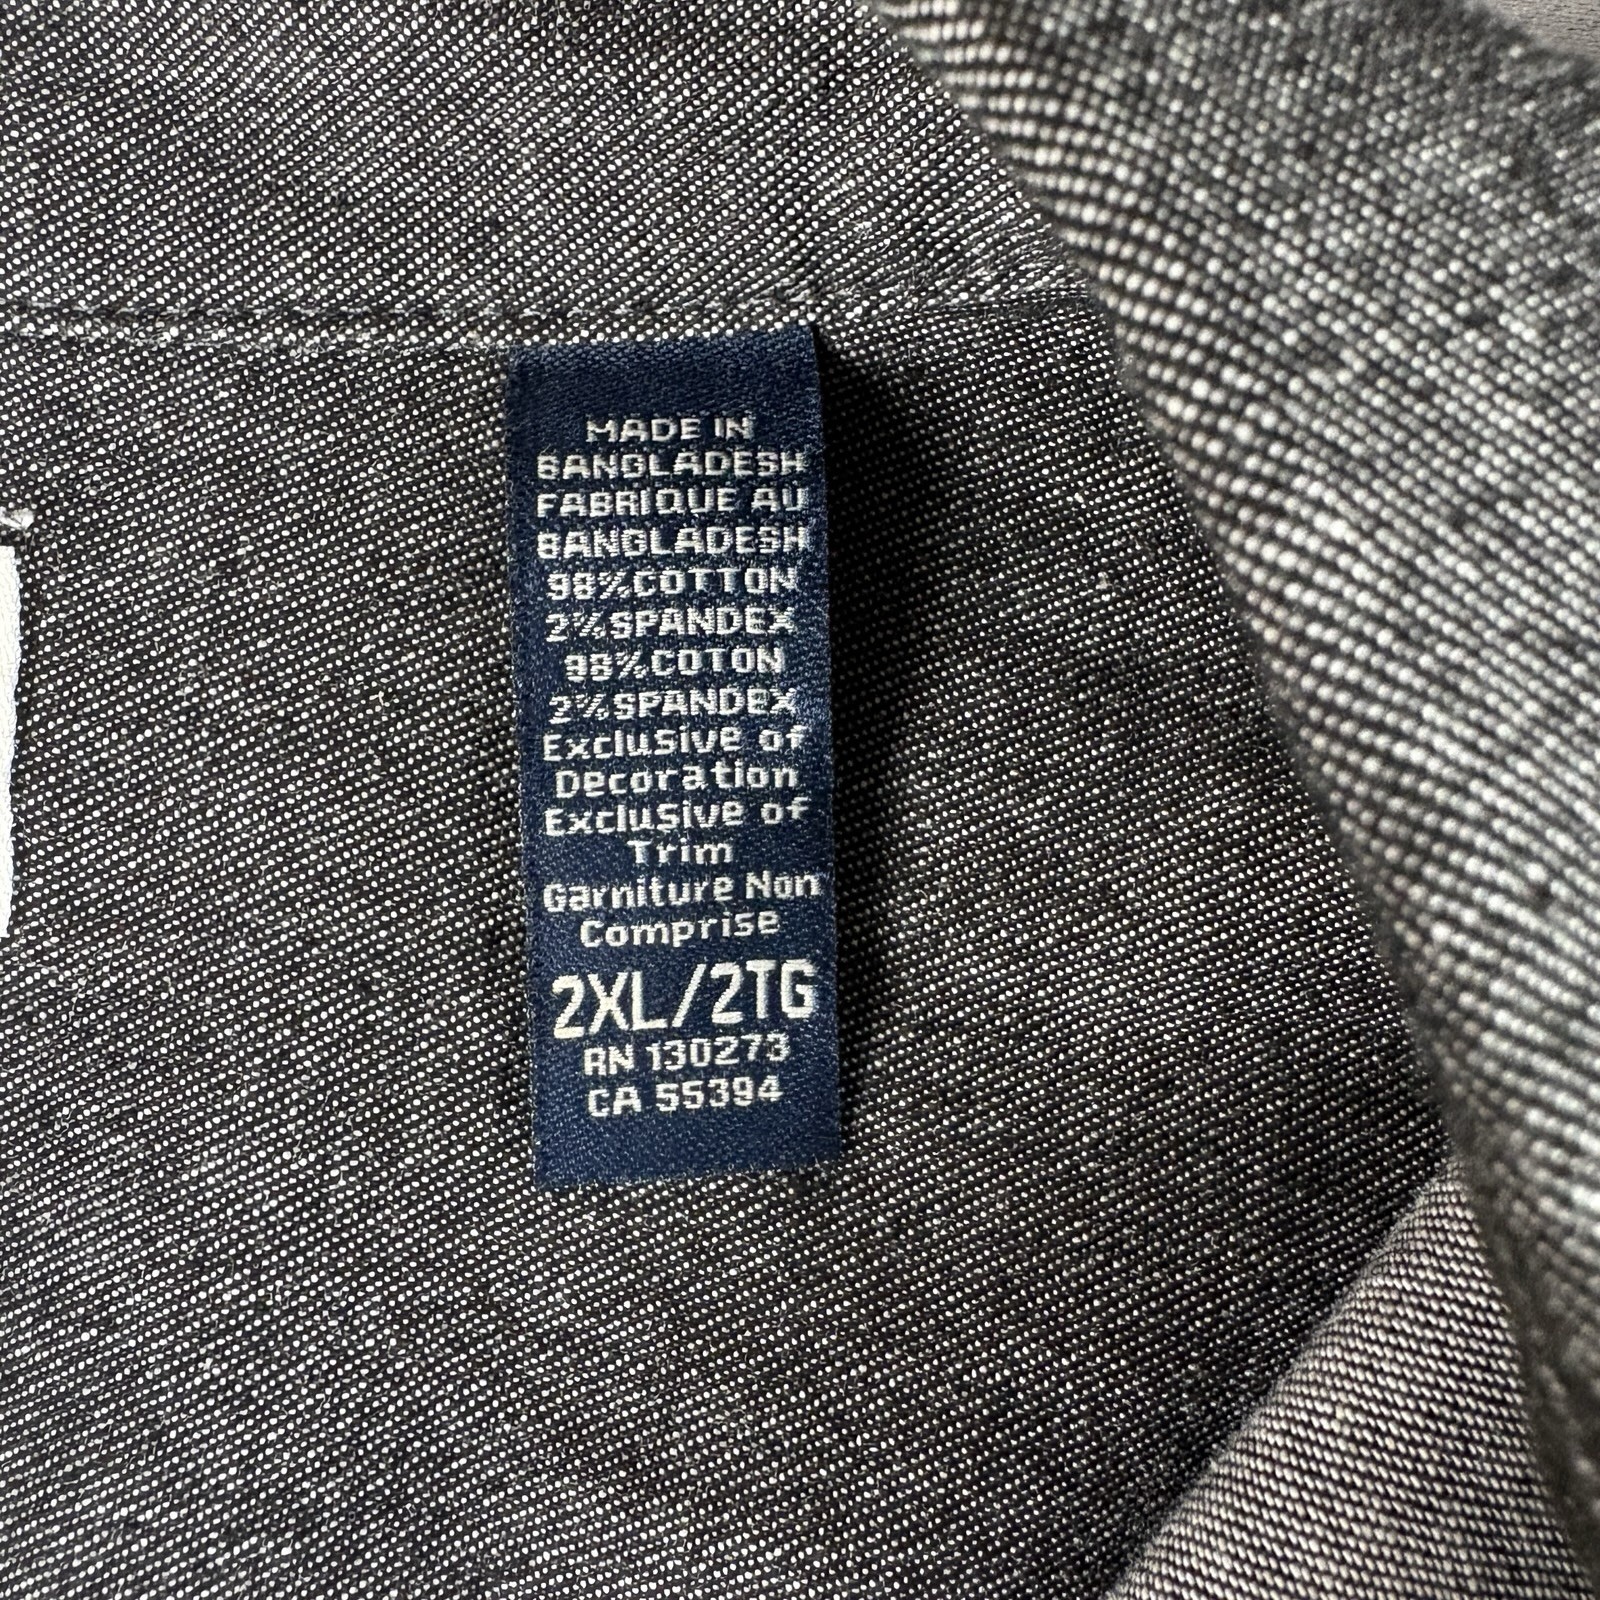 MADE IN
BANGLADESH
FABRIQUE AU
BANGLADESH
98%COTTON
2%SPANDEX
98%COTON
2%SPANDEX
Exclusive of
Decoration
Exclusive of
Trim
Garniture Non
Comprise
2XL/2TG
RN 130273
CA 55394